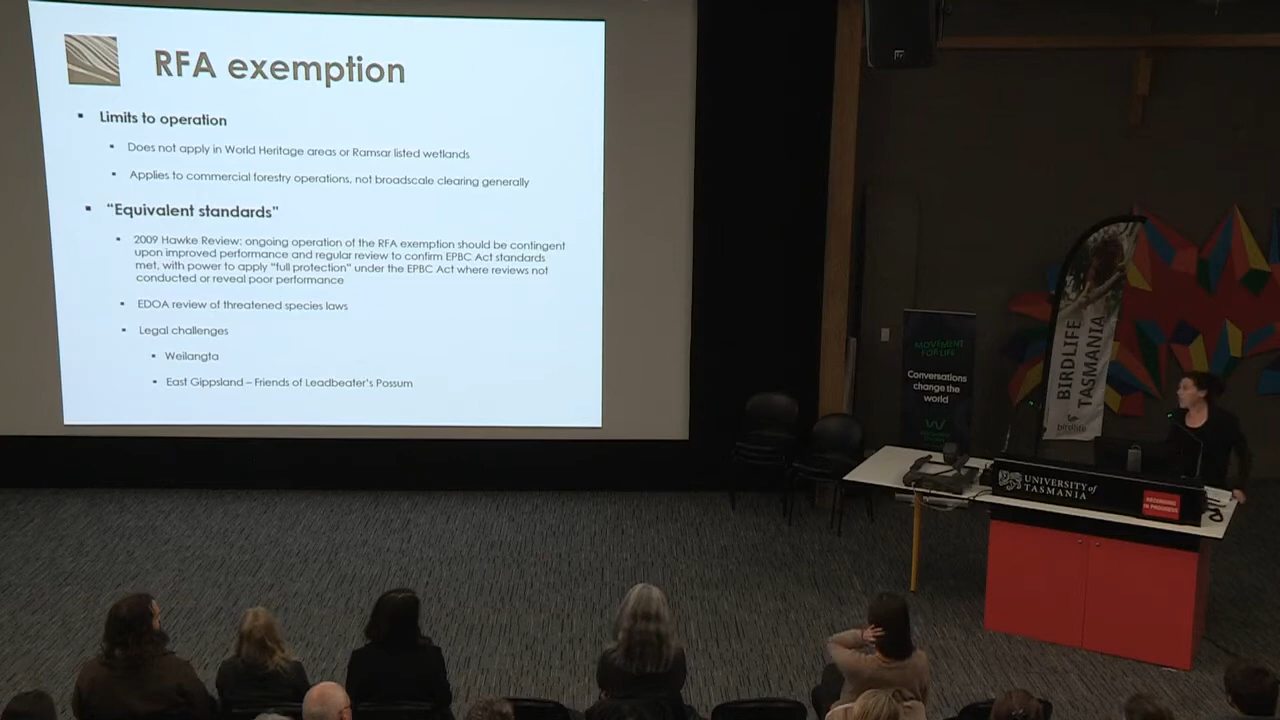 RFA exemption
▪ Limits to operation
▪ Does not apply in World Heritage areas or Ramsar listed wetlands
▪ Applies to commercial forestry operations, not broadscale clearing generally
▪ "Equivalent standards"
▪ 2009 Hawke Review: ongoing operation of the RFA exemption should be contingent
upon improved performance and regular review to confirm EPBC Act standards
met, with power to apply "full protection" under the EPBC Act where reviews not
conducted or reveal poor performance
▪ EDOA review of threatened species laws
▪ Legal challenges
▪ Weilangta
▪ East Gippsland – Friends of Leadbeater's Possum
MOVEMENT
FOR LIFE
Conversations
change the
world
BIRDLIFE
TASMANIA
birdlife
UNIVERSITY of
TASMANIA
RECORDING
IN PROGRESS